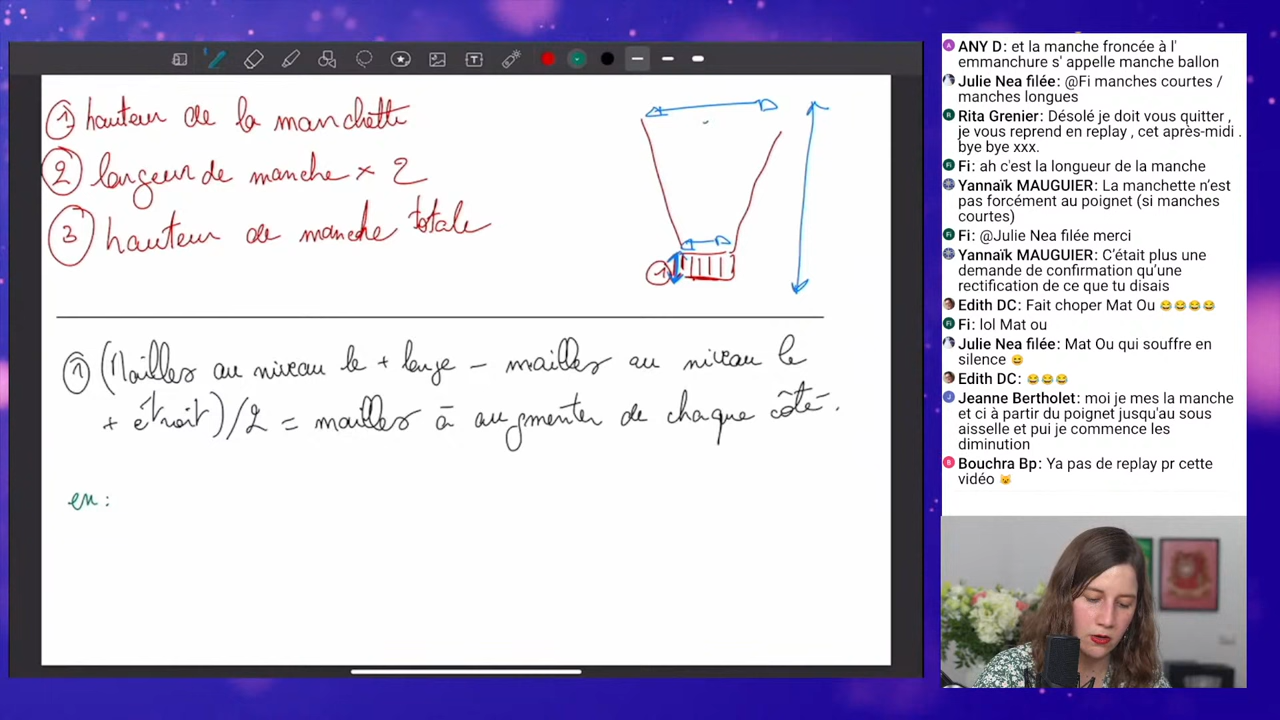 ① hauteur de la manchette
② largeur de manche x 2
③ hauteur de manche totale
①
① (Mailles au niveau le + large - mailles au niveau le
+ étroit) / 2 = mailles à augmenter de chaque côté.
ex :
T
A
ANY D: et la manche froncée à l'
emmanchure s' appelle manche ballon
Julie Nea filée: @Fi manches courtes /
manches longues
R
Rita Grenier: Désolé je doit vous quitter ,
je vous reprend en replay , cet après-midi .
bye bye xxx.
Fi
Fi: ah c'est la longueur de la manche
Yannaïk MAUGUIER: La manchette n'est
pas forcément au poignet (si manches
courtes)
Fi
Fi: @Julie Nea filée merci
Yannaïk MAUGUIER: C'était plus une
demande de confirmation qu'une
rectification de ce que tu disais
Edith DC: Fait choper Mat Ou 😂😂😂😂
Fi
Fi: lol Mat ou
Julie Nea filée: Mat Ou qui souffre en
silence 😆
Edith DC: 😂😂😂
J
Jeanne Bertholet: moi je mes la manche
et ci à partir du poignet jusqu'au sous
aisselle et pui je commence les
diminution
B
Bouchra Bp: Ya pas de replay pr cette
vidéo 😺